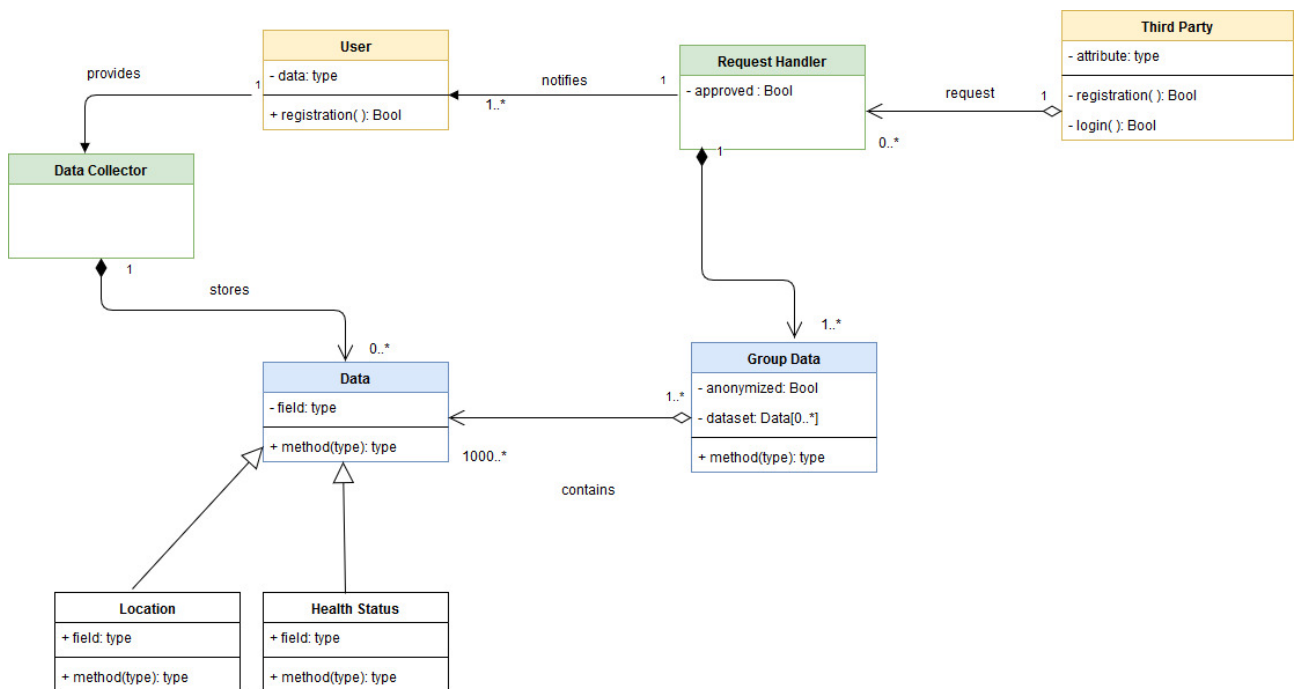 Third Party
- attribute: type
- registration( ): Bool
- login( ): Bool
User
- data: type
+ registration( ): Bool
Request Handler
- approved : Bool
provides
1
notifies
1
1..*
request
1
0..*
Data Collector
1
stores
0..*
1
1..*
Data
- field: type
+ method(type): type
Group Data
- anonymized: Bool
- dataset: Data[0..*]
+ method(type): type
1..*
1000..*
contains
Location
+ field: type
+ method(type): type
Health Status
+ field: type
+ method(type): type